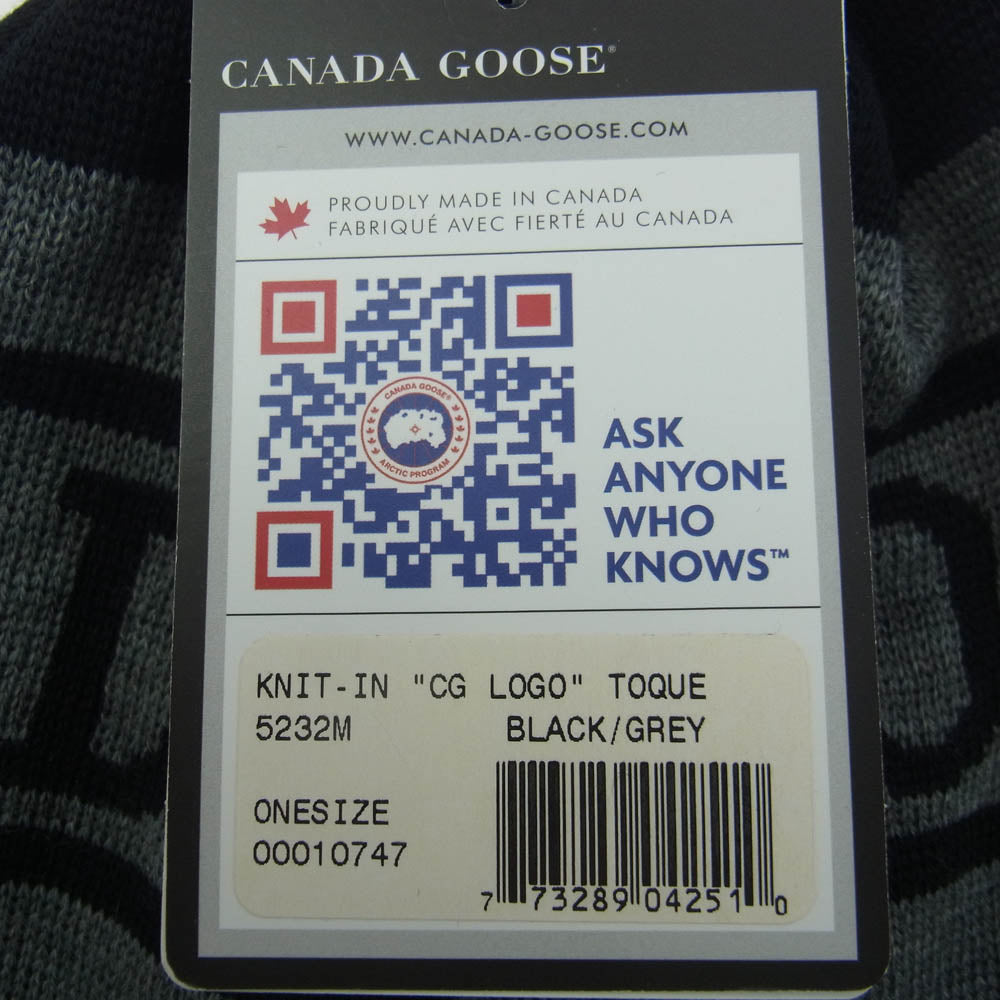 CANADA GOOSE®
WWW.CANADA-GOOSE.COM
PROUDLY MADE IN CANADA
FABRIQUÉ AVEC FIERTÉ AU CANADA
CANADA GOOSE®
ARCTIC PROGRAM
ASK
ANYONE
WHO
KNOWS™
KNIT-IN "CG LOGO" TOQUE
5232M BLACK/GREY
ONESIZE
00010747
7 73289 04251 0